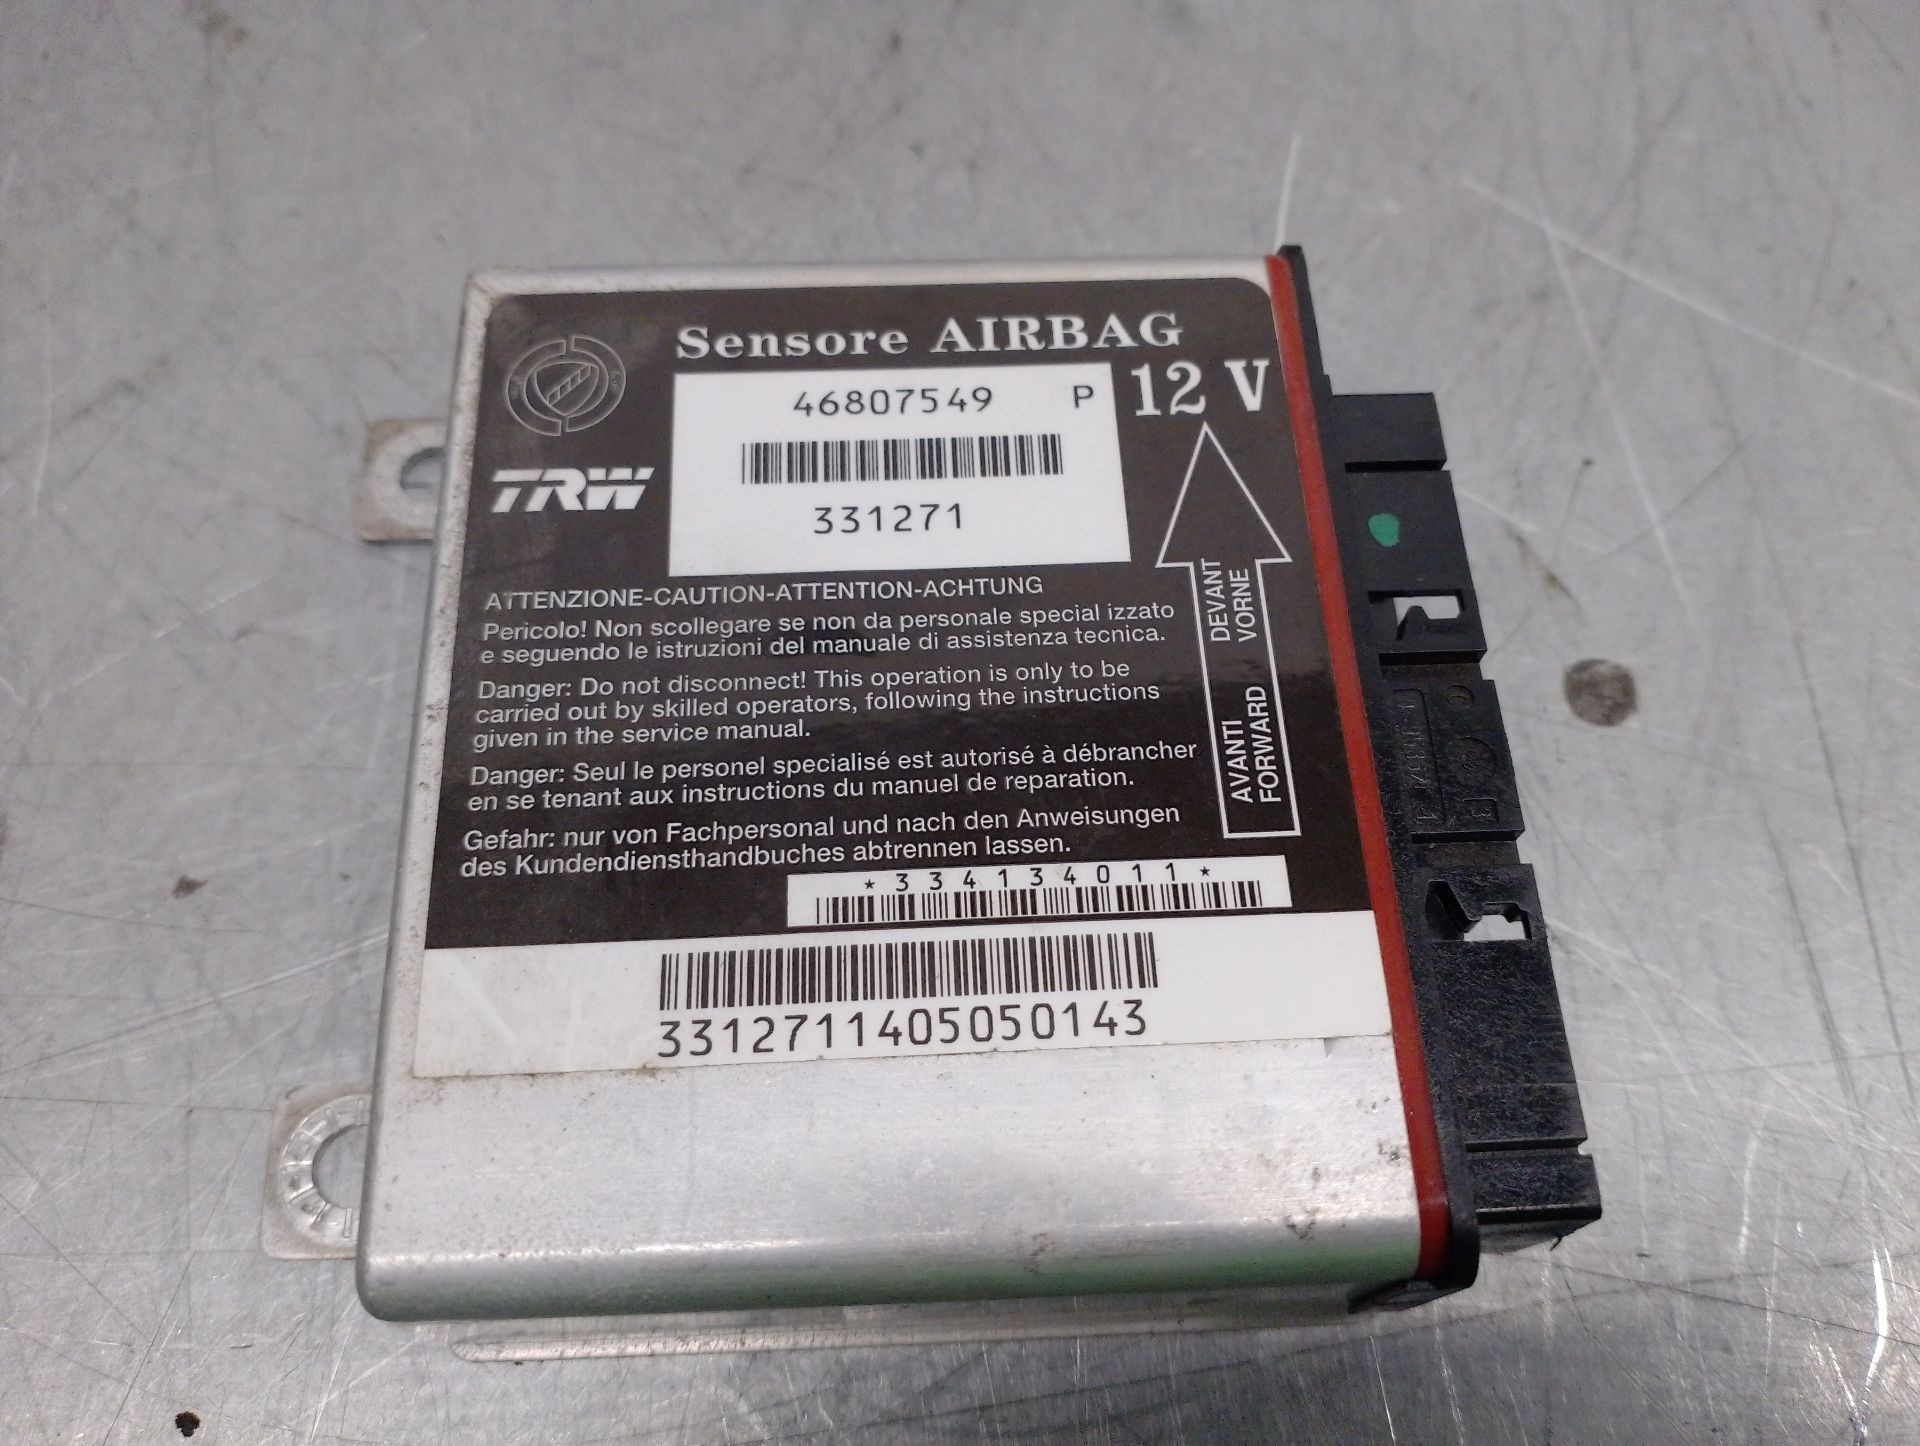 Sensore AIRBAG
12 V
46807549 P
331271
TRW
ATTENZIONE-CAUTION-ATTENTION-ACHTUNG
Pericolo! Non scollegare se non da personale special izzato
e seguendo le istruzioni del manuale di assistenza tecnica.
Danger: Do not disconnect! This operation is only to be
carried out by skilled operators, following the instructions
given in the service manual.
Danger: Seul le personel specialisé est autorisé à débrancher
en se tenant aux instructions du manuel de reparation.
Gefahr: nur von Fachpersonal und nach den Anweisungen
des Kundendiensthandbuches abtrennen lassen.
AVANTI DEVANT
FORWARD VORNE
*334134011*
3312711405050143